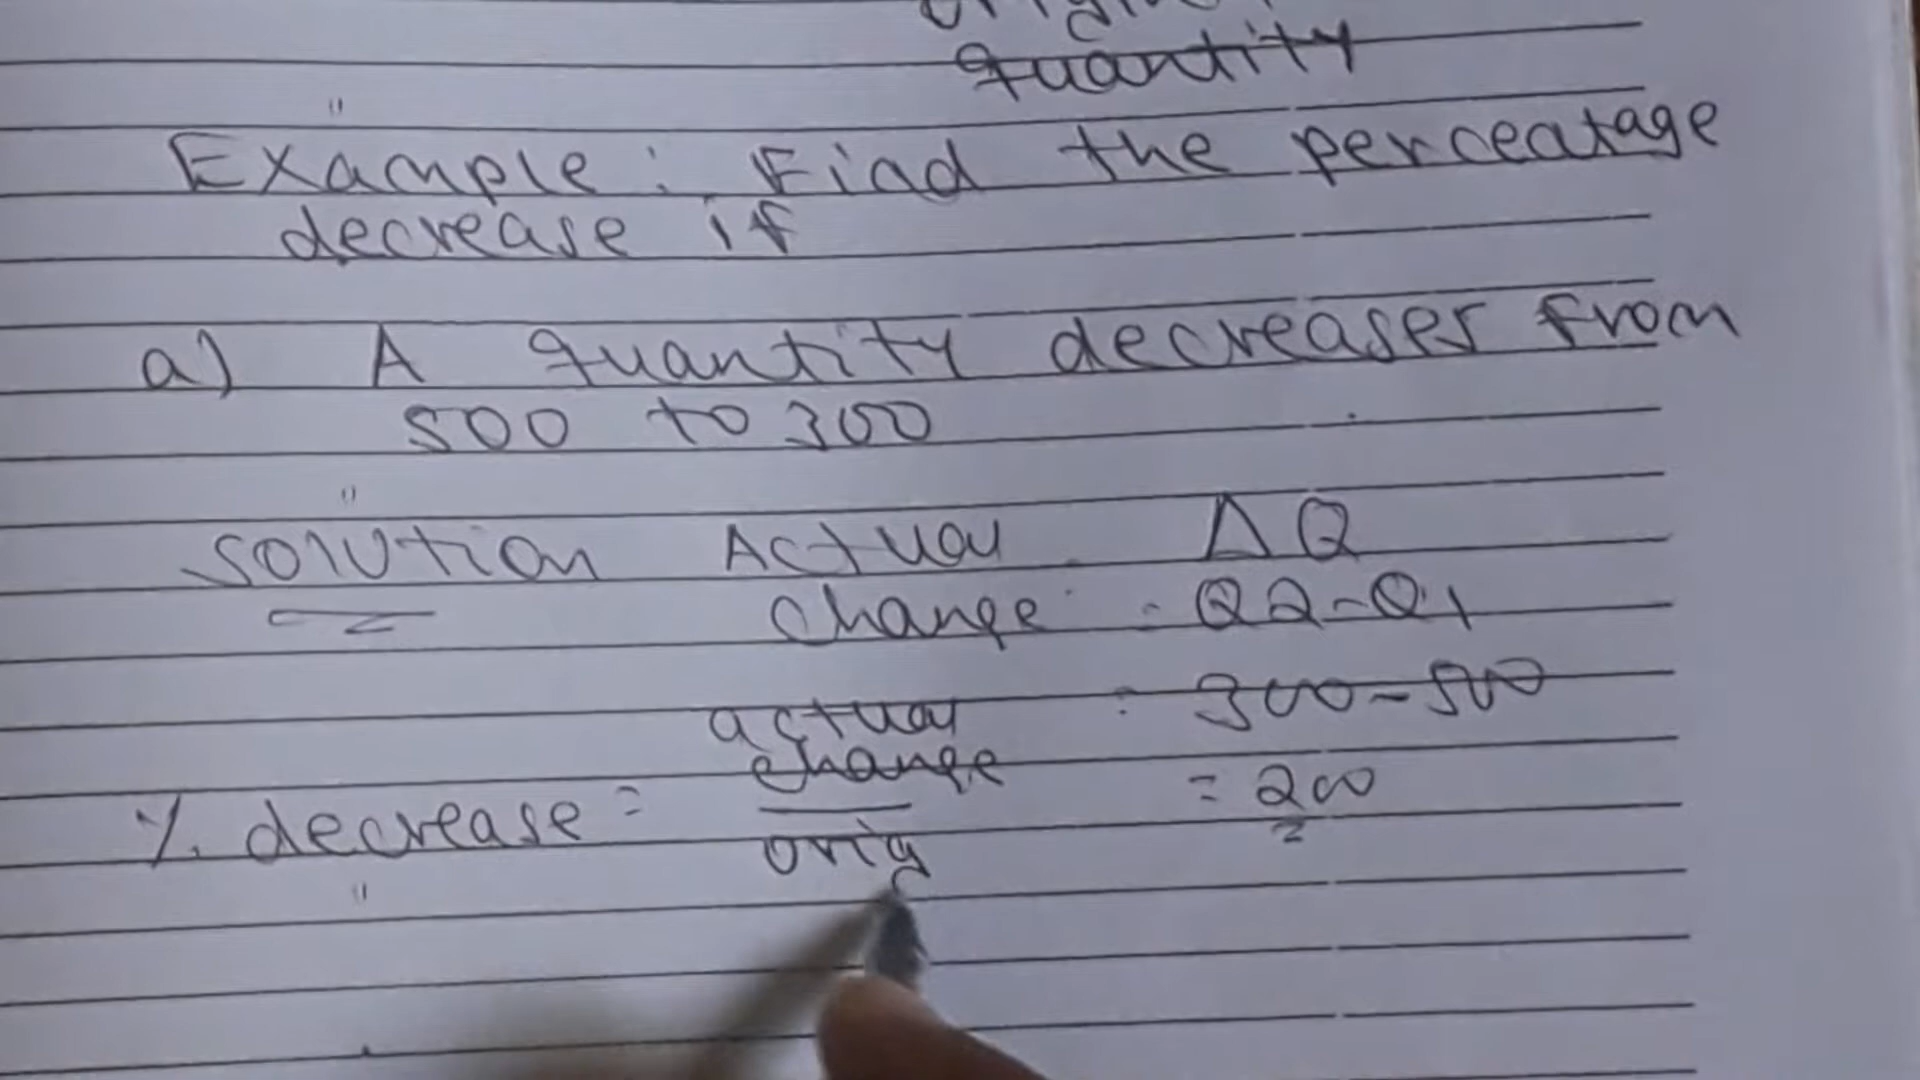 quantity
Example: Find the percentage
decrease if
a) A quantity decreases from
500 to 300
Solution Actual ΔQ
change = Q2-Q1
actual = 300-500
change = 200
% decrease =
orig